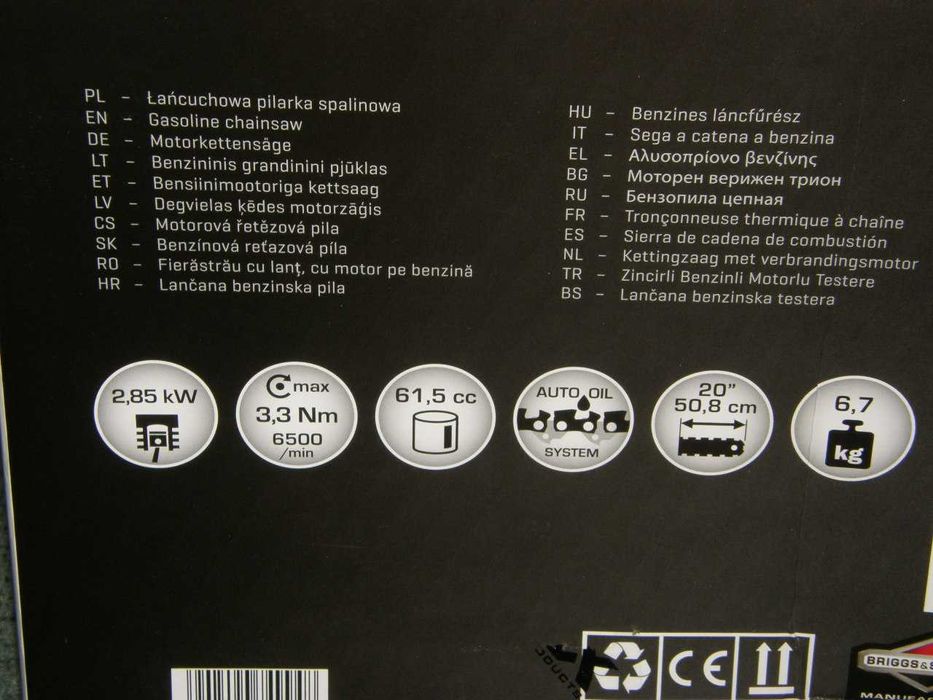 PL – Łańcuchowa pilarka spalinowa
EN – Gasoline chainsaw
DE – Motorkettensåge
LT – Benzininis grandinini pjūklas
ET – Bensiinimootoriga kettsaag
LV – Degvielas ķēdes motorzāģis
CS – Motorová řetězová pila
SK – Benzínová reťazová píla
RO – Fierăstrău cu lanț, cu motor pe benzină
HR – Lančana benzinska pila
HU – Benzines láncfűrész
IT – Sega a catena a benzina
EL – Αλυσοπρίονο βενζίνης
BG – Моторен верижен трион
RU – Бензопила цепная
FR – Tronçonneuse thermique à chaîne
ES – Sierra de cadena de combustión
NL – Kettingzaag met verbrandingsmotor
TR – Zincirli Benzinli Motorlu Testere
BS – Lančana benzinska testera
2,85 kW
max
3,3 Nm
6500
/min
61,5 cc
AUTO OIL
SYSTEM
20”
50,8 cm
6,7
kg
CE
BRIGGS&S